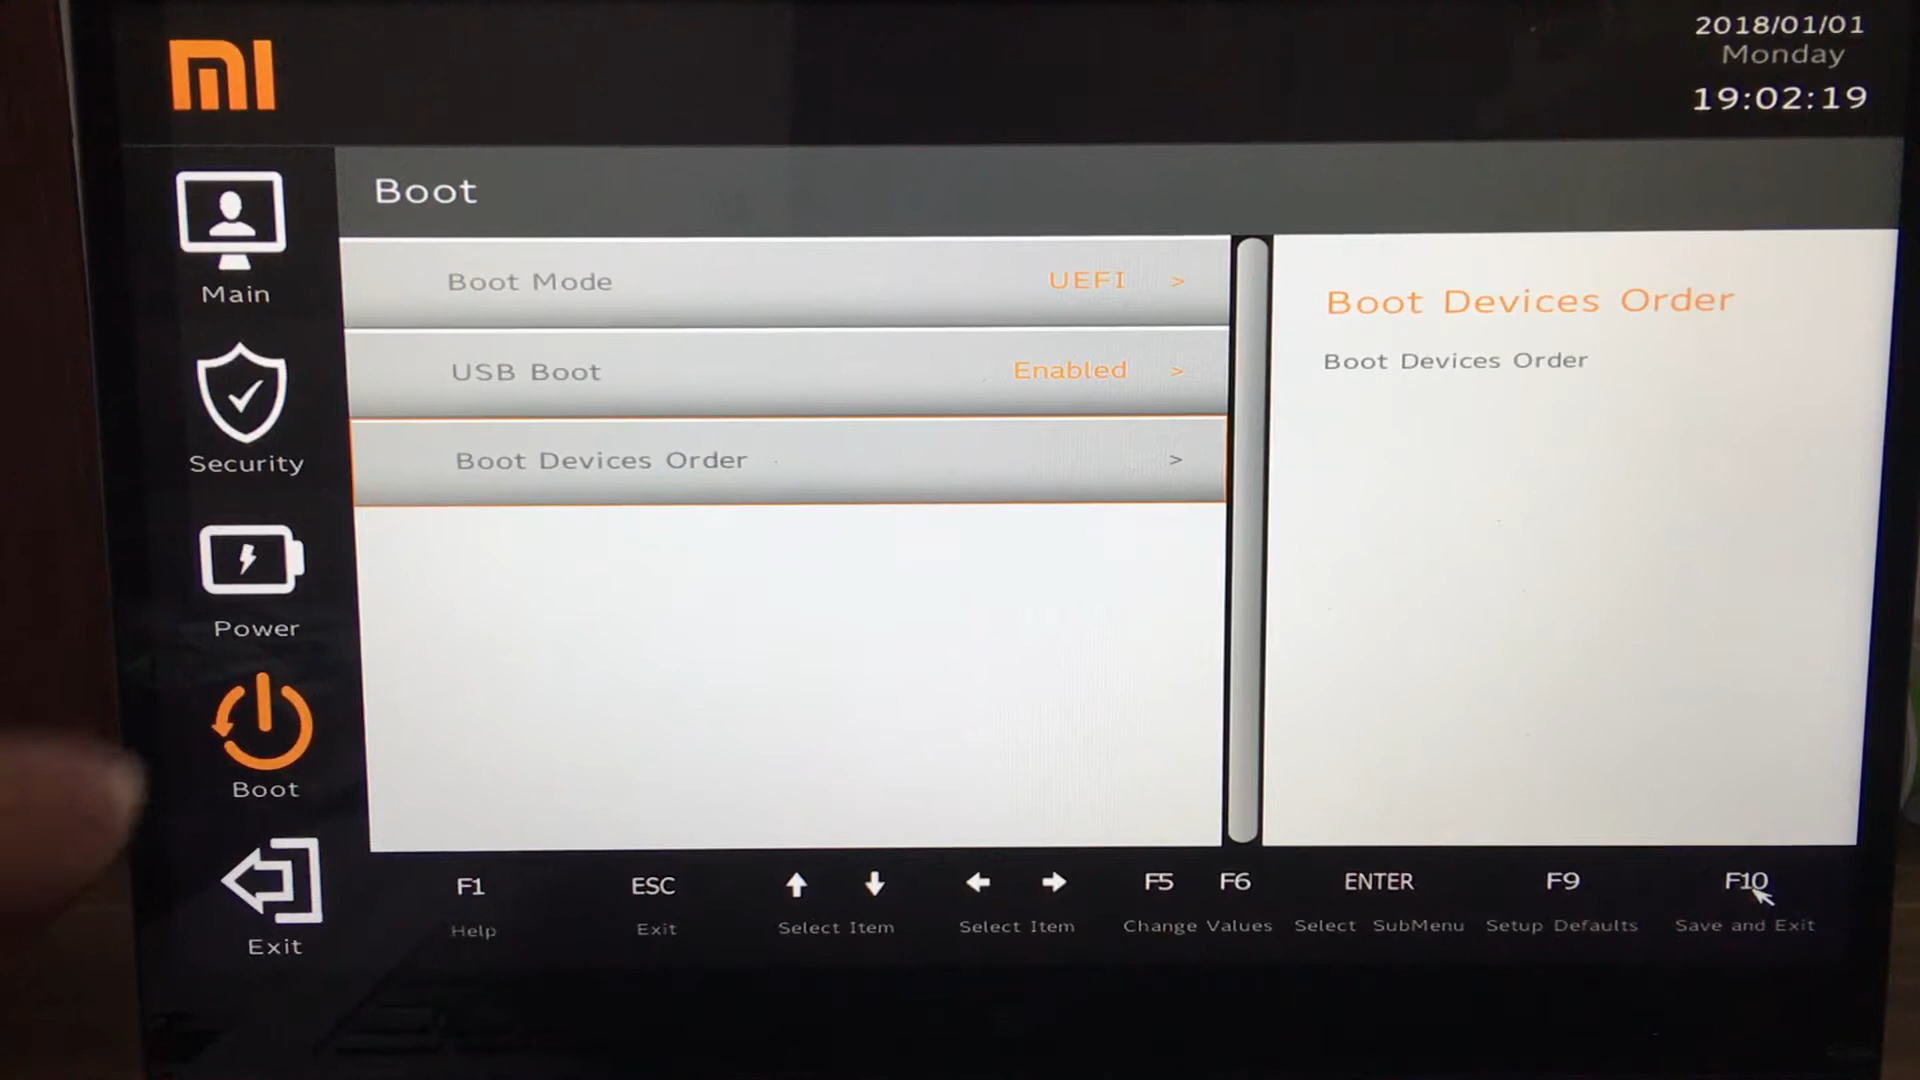 mi
2018/01/01
Monday
19:02:19
Main
Security
Power
Boot
Exit
Boot
Boot Mode UEFI >
USB Boot Enabled >
Boot Devices Order >
Boot Devices Order
Boot Devices Order
F1 ESC F5 F6 ENTER F9 F10
Help Exit Select Item Select Item Change Values Select SubMenu Setup Defaults Save and Exit